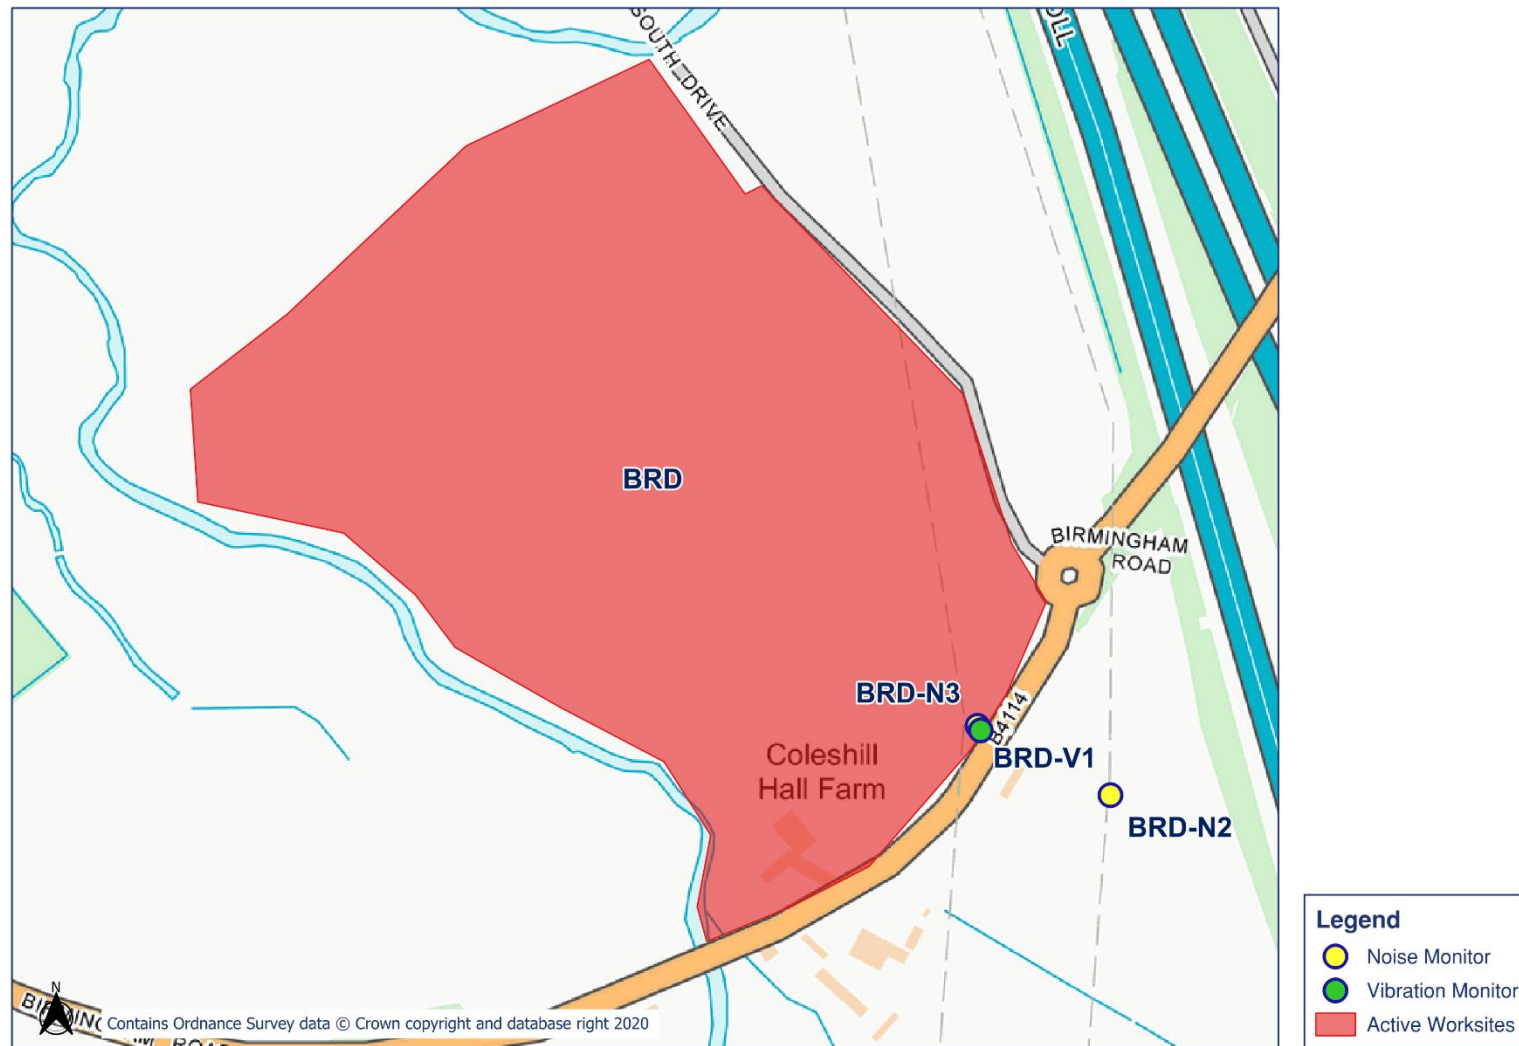 SOUTH DRIVE
OLL
BRD
BIRMINGHAM
ROAD
BRD-N3
B4114
Coleshill
Hall Farm
BRD-V1
BRD-N2
N
Contains Ordnance Survey data © Crown copyright and database right 2020
Legend
Noise Monitor
Vibration Monitor
Active Worksites